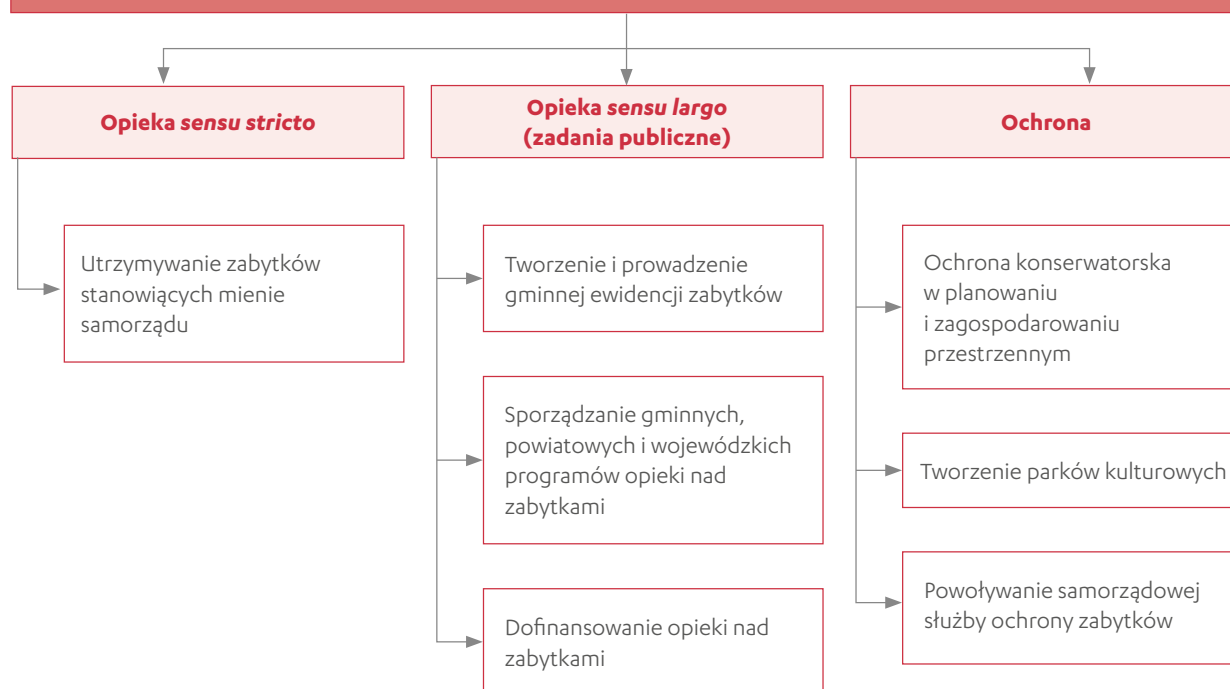 Opieka sensu stricto
Utrzymywanie zabytków
stanowiących mienie
samorządu
Opieka sensu largo
(zadania publiczne)
Tworzenie i prowadzenie
gminnej ewidencji zabytków
Sporządzanie gminnych,
powiatowych i wojewódzkich
programów opieki nad
zabytkami
Dofinansowanie opieki nad
zabytkami
Ochrona
Ochrona konserwatorska
w planowaniu
i zagospodarowaniu
przestrzennym
Tworzenie parków kulturowych
Powoływanie samorządowej
służby ochrony zabytków